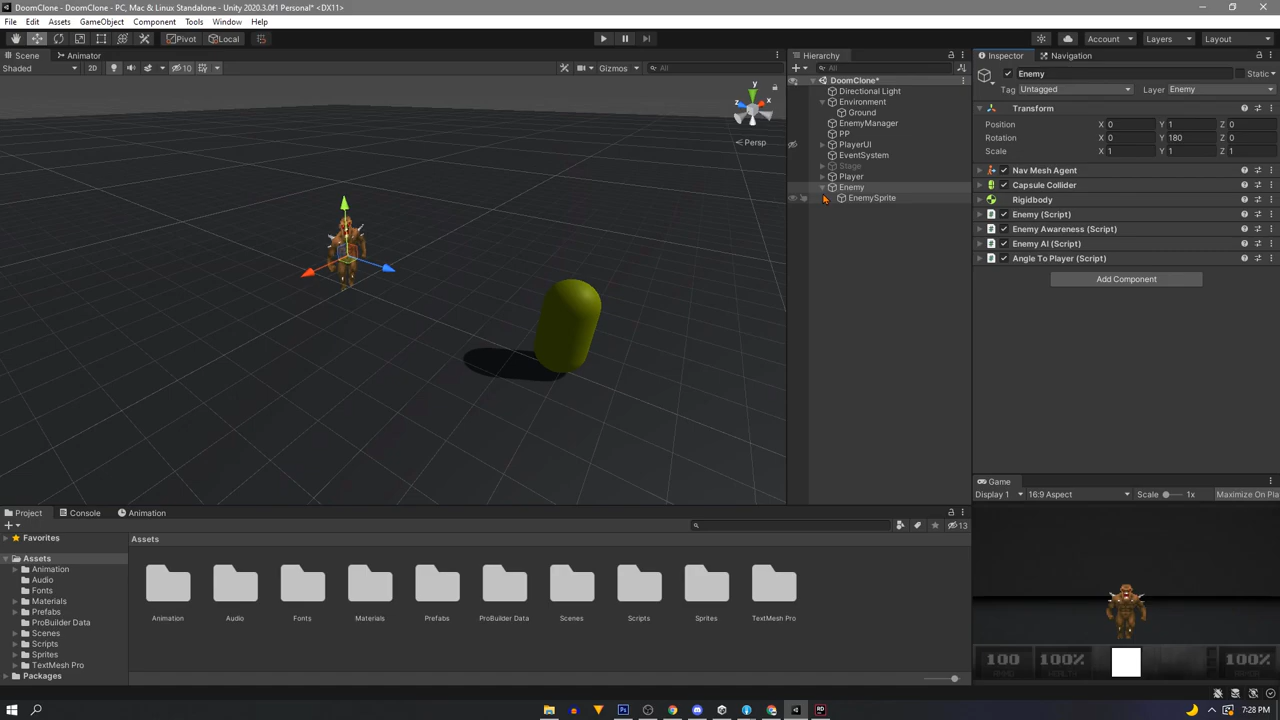 DoomClone - DoomClone - PC, Mac & Linux Standalone - Unity 2020.3.0f1 Personal* <DX11>
File Edit Assets GameObject Component Tools Window Help
Pivot Local Account Layers Layout
Scene Animator
Shaded 2D 10 Gizmos All
y
x
z
Persp
Hierarchy
All
DoomClone*
Directional Light
Environment
Ground
EnemyManager
PP
PlayerUI
EventSystem
Stage
Player
Enemy
EnemySprite
Inspector Navigation
Enemy Static
Tag Untagged Layer Enemy
Transform
Position X 0 Y 1 Z 0
Rotation X 0 Y 180 Z 0
Scale X 1 Y 1 Z 1
Nav Mesh Agent
Capsule Collider
Rigidbody
Enemy (Script)
Enemy Awareness (Script)
Enemy AI (Script)
Angle To Player (Script)
Add Component
Game
Display 1 16:9 Aspect Scale 1x Maximize On Pla
100 100% 100%
Project Console Animation
13
Favorites
Assets
Animation
Audio
Fonts
Materials
Prefabs
ProBuilder Data
Scenes
Scripts
Sprites
TextMesh Pro
Packages
Assets
Animation Audio Fonts Materials Prefabs ProBuilder Data Scenes Scripts Sprites TextMesh Pro
7:28 PM